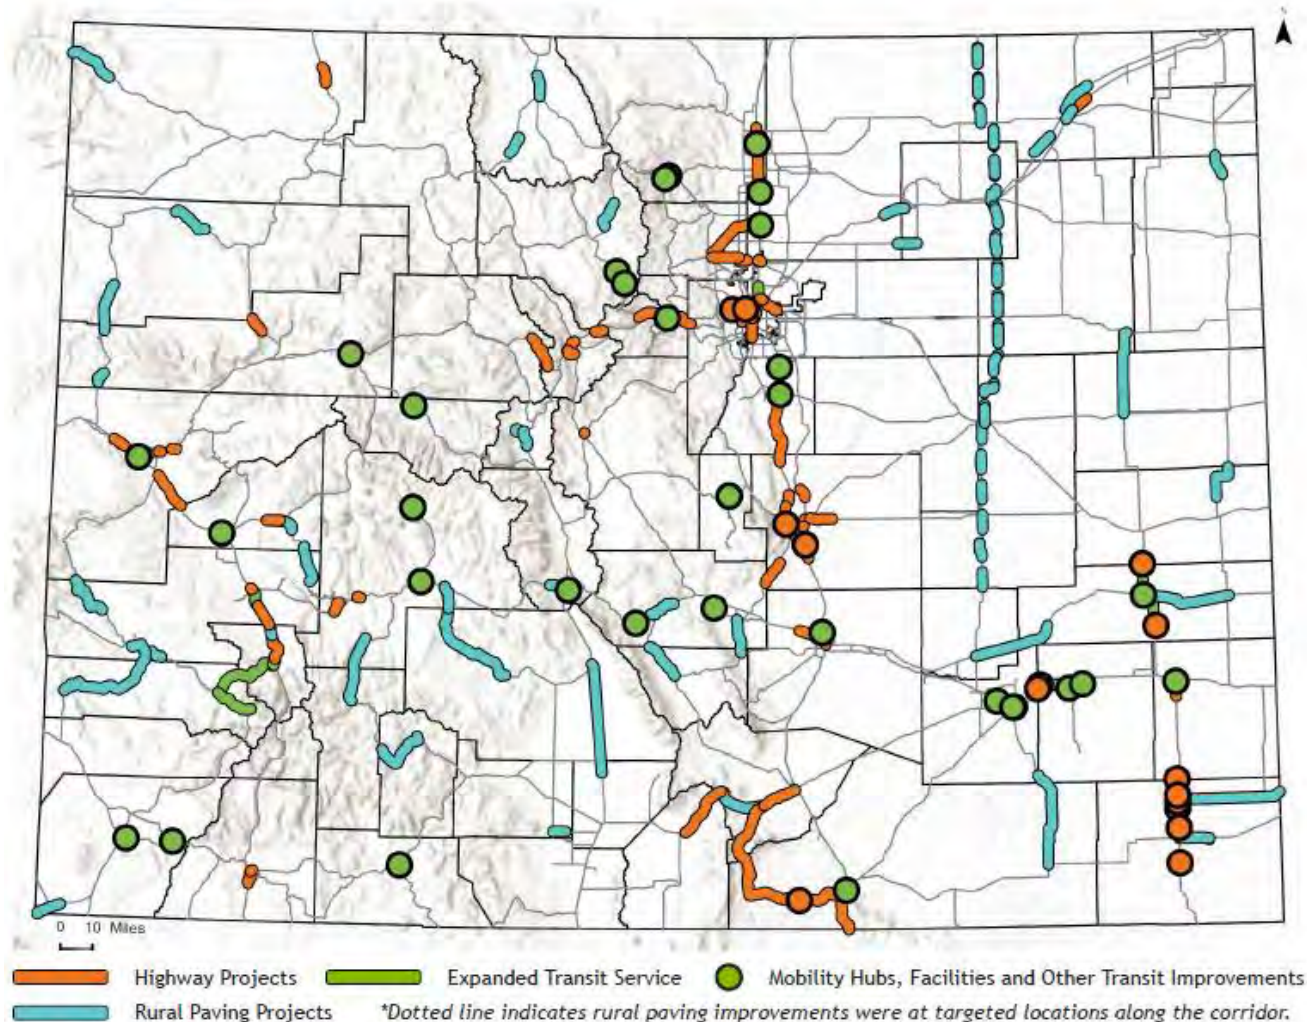 0 10 Miles
Highway Projects Expanded Transit Service Mobility Hubs, Facilities and Other Transit Improvements
Rural Paving Projects *Dotted line indicates rural paving improvements were at targeted locations along the corridor.